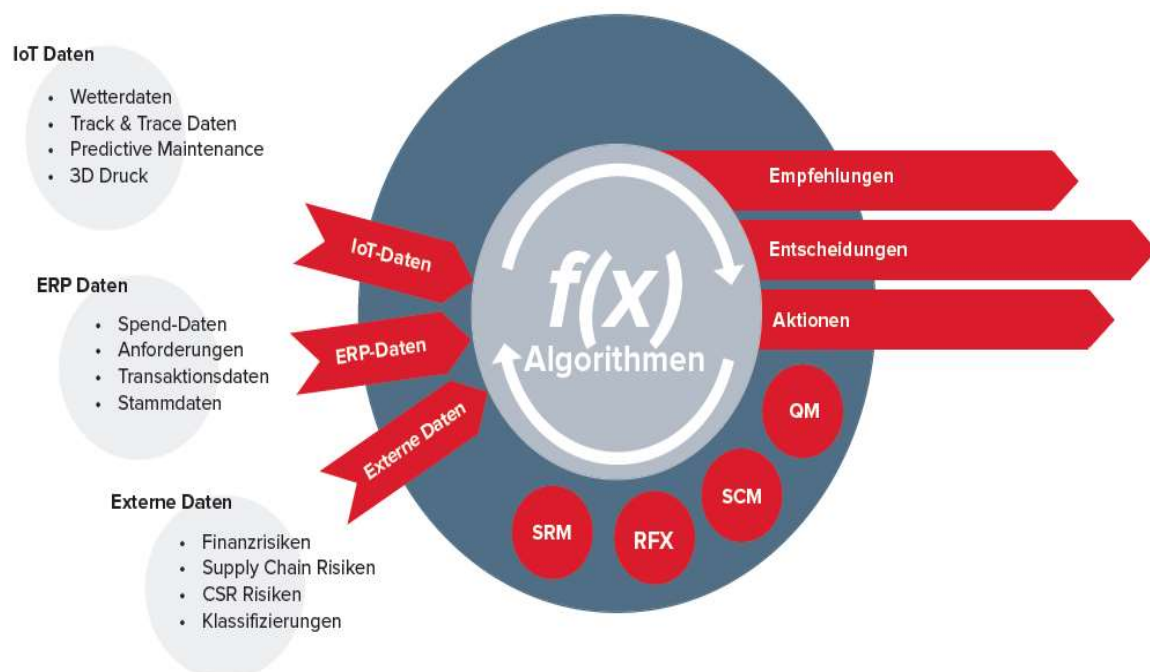 IoT Daten
• Wetterdaten
• Track & Trace Daten
• Predictive Maintenance
• 3D Druck
ERP Daten
• Spend-Daten
• Anforderungen
• Transaktionsdaten
• Stammdaten
Externe Daten
• Finanzrisiken
• Supply Chain Risiken
• CSR Risiken
• Klassifizierungen
IoT-Daten
ERP-Daten
Externe Daten
f(x)
Algorithmen
Empfehlungen
Entscheidungen
Aktionen
QM
SCM
RFX
SRM